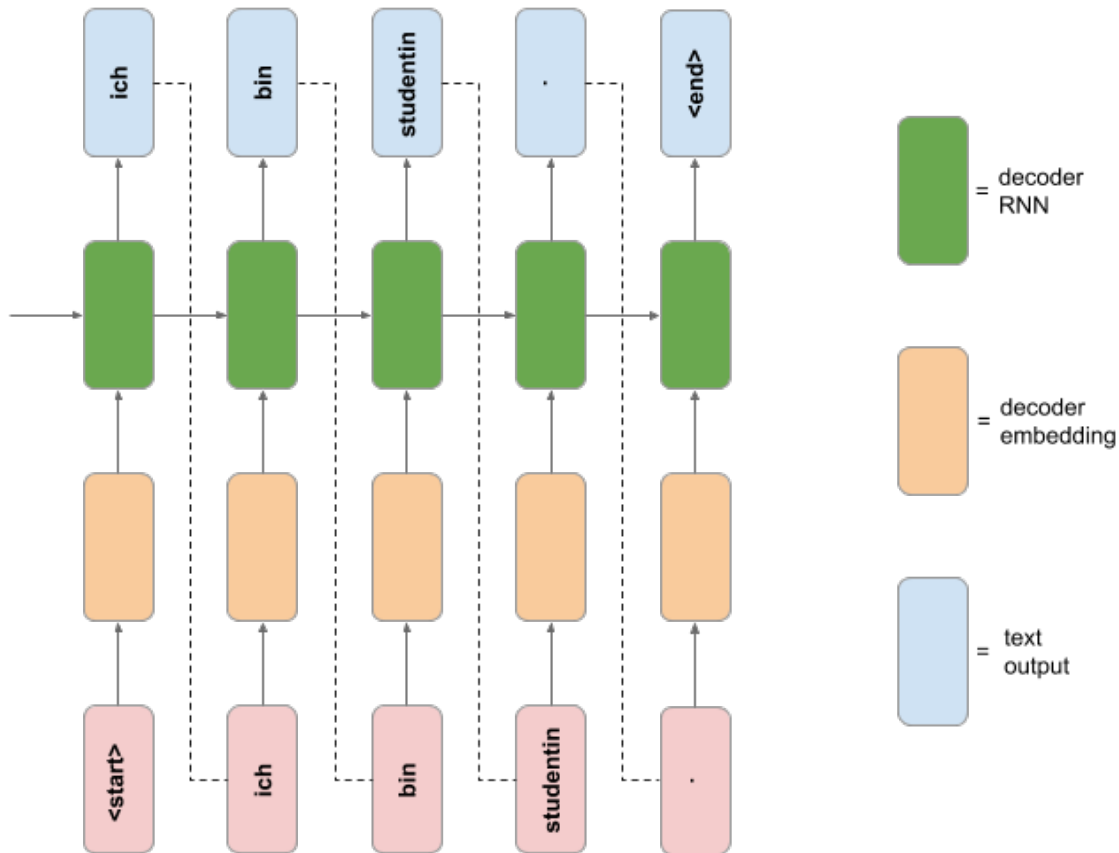 ich
bin
studentin
.
<end>
= decoder
RNN
= decoder
embedding
= text
output
<start>
ich
bin
studentin
.